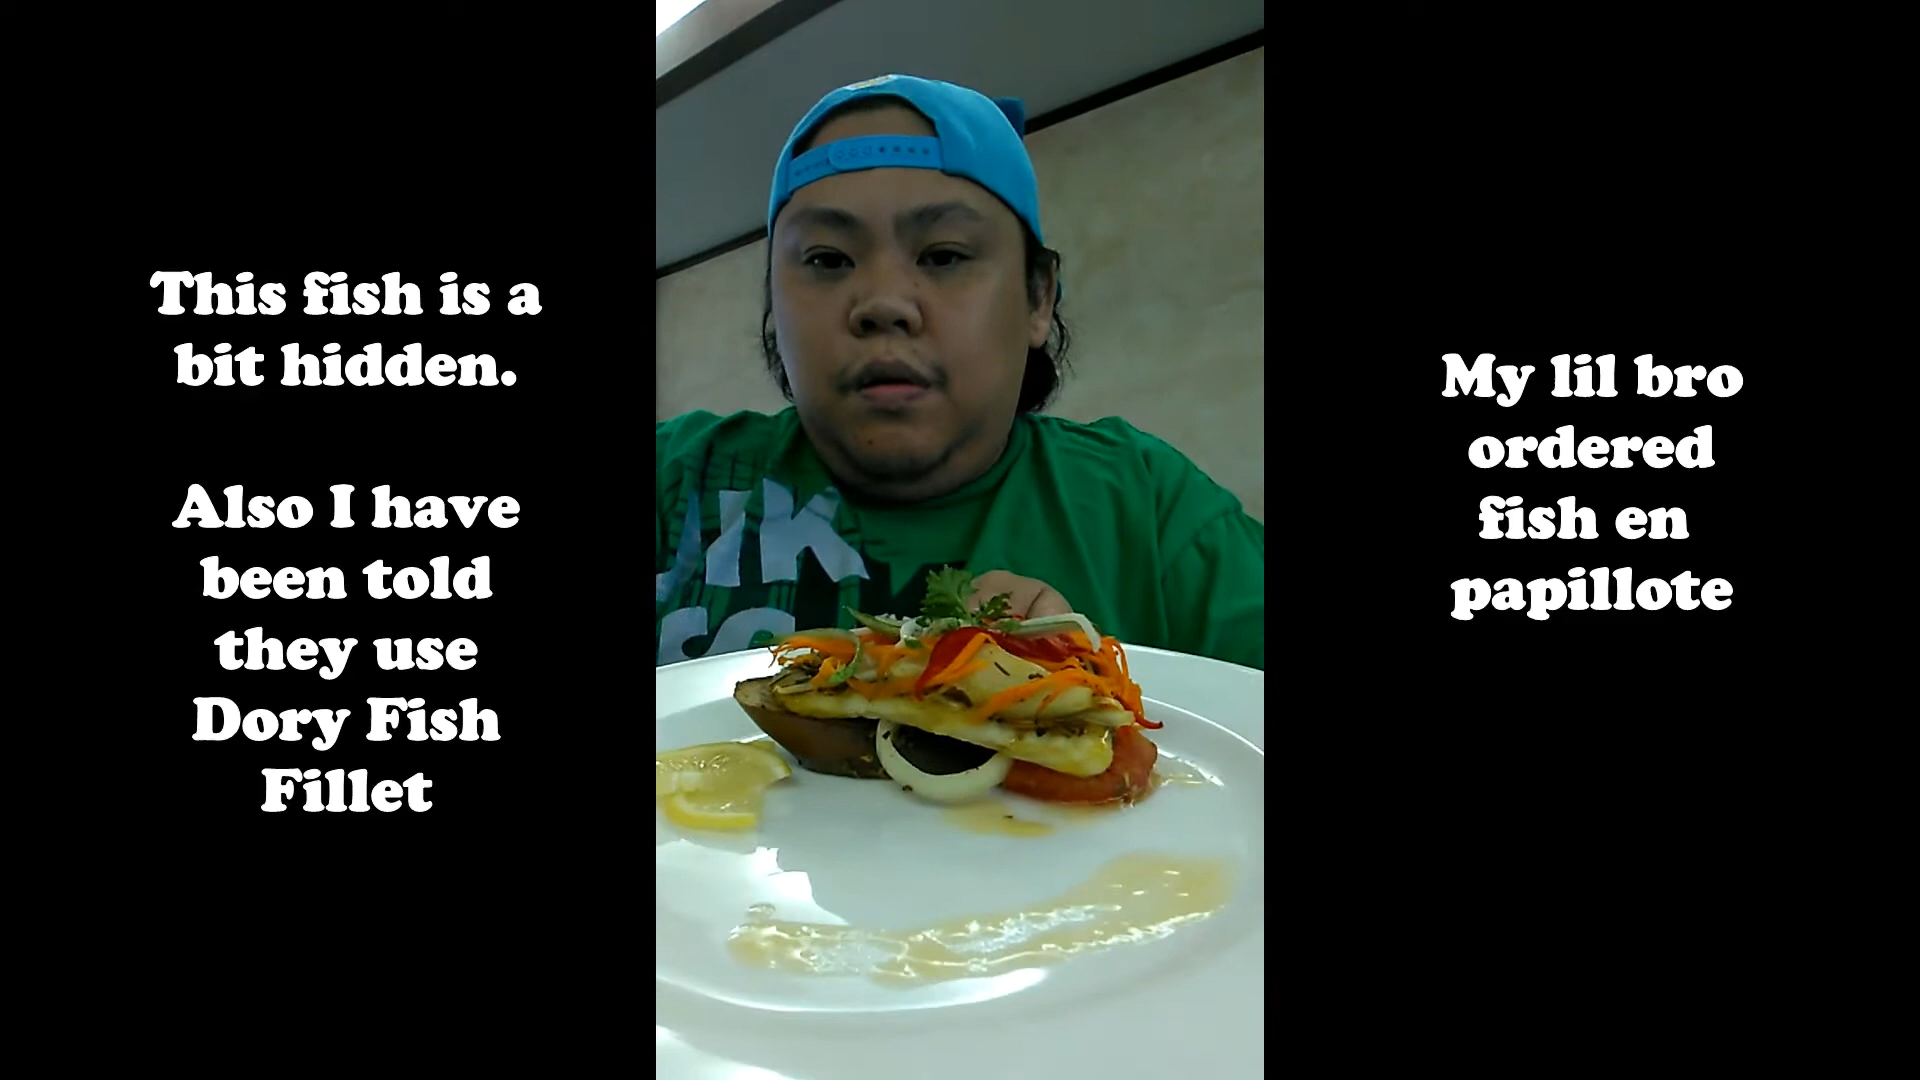 This fish is a
bit hidden.
Also I have
been told
they use
Dory Fish
Fillet
My lil bro
ordered
fish en
papillote